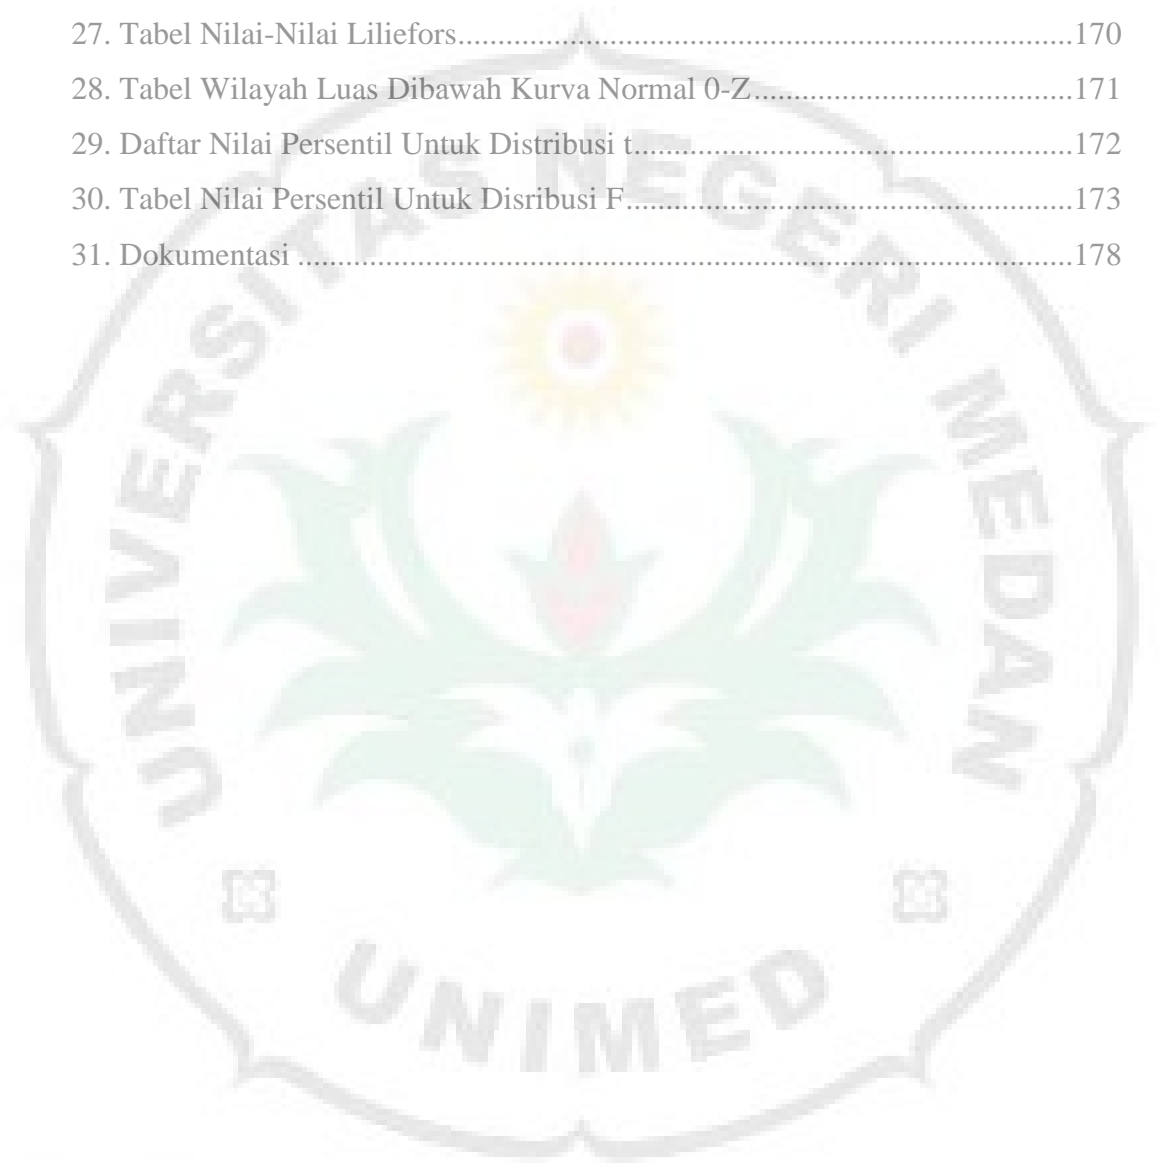 27. Tabel Nilai-Nilai Liliefors............................................................................170
28. Tabel Wilayah Luas Dibawah Kurva Normal 0-Z.......................................171
29. Daftar Nilai Persentil Untuk Distribusi t......................................................172
30. Tabel Nilai Persentil Untuk Disribusi F.......................................................173
31. Dokumentasi ...............................................................................................178
UNIVERSITAS NEGERI MEDAN
UNIMED